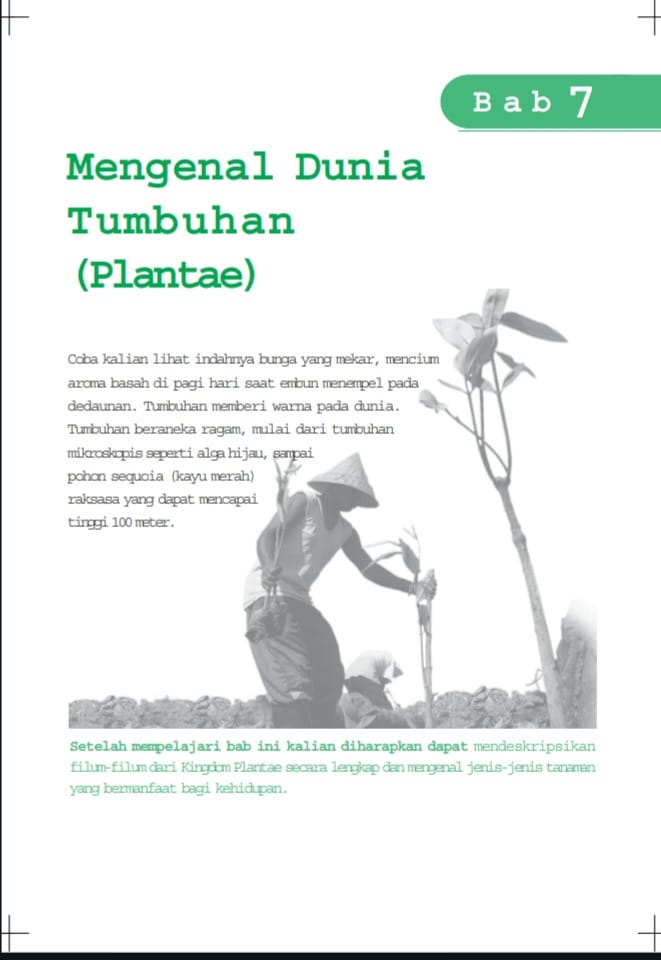 Bab 7
Mengenal Dunia
Tumbuhan
(Plantae)
Coba kalian lihat indahnya bunga yang mekar, mencium
aroma basah di pagi hari saat embun menempel pada
dedaunan. Tumbuhan memberi warna pada dunia.
Tumbuhan beraneka ragam, mulai dari tumbuhan
mikroskopis seperti alga hijau, sampai
pohon sequoia (kayu merah)
raksasa yang dapat mencapai
tinggi 100 meter.
Setelah mempelajari bab ini kalian diharapkan dapat mendeskripsikan
filum-filum dari Kingdom Plantae secara lengkap dan mengenal jenis-jenis tanaman
yang bermanfaat bagi kehidupan.